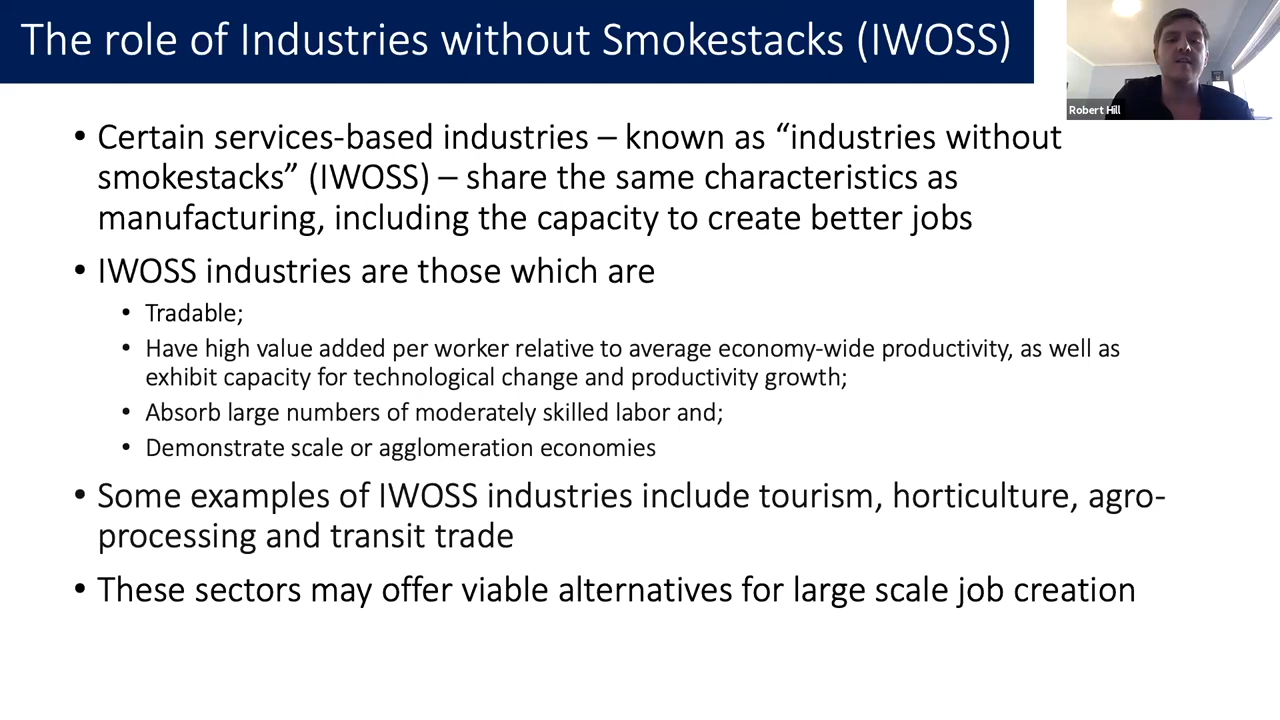 The role of Industries without Smokestacks (IWOSS)
Robert Hill
• Certain services-based industries – known as “industries without
smokestacks” (IWOSS) – share the same characteristics as
manufacturing, including the capacity to create better jobs
• IWOSS industries are those which are
• Tradable;
• Have high value added per worker relative to average economy-wide productivity, as well as
exhibit capacity for technological change and productivity growth;
• Absorb large numbers of moderately skilled labor and;
• Demonstrate scale or agglomeration economies
• Some examples of IWOSS industries include tourism, horticulture, agro-
processing and transit trade
• These sectors may offer viable alternatives for large scale job creation